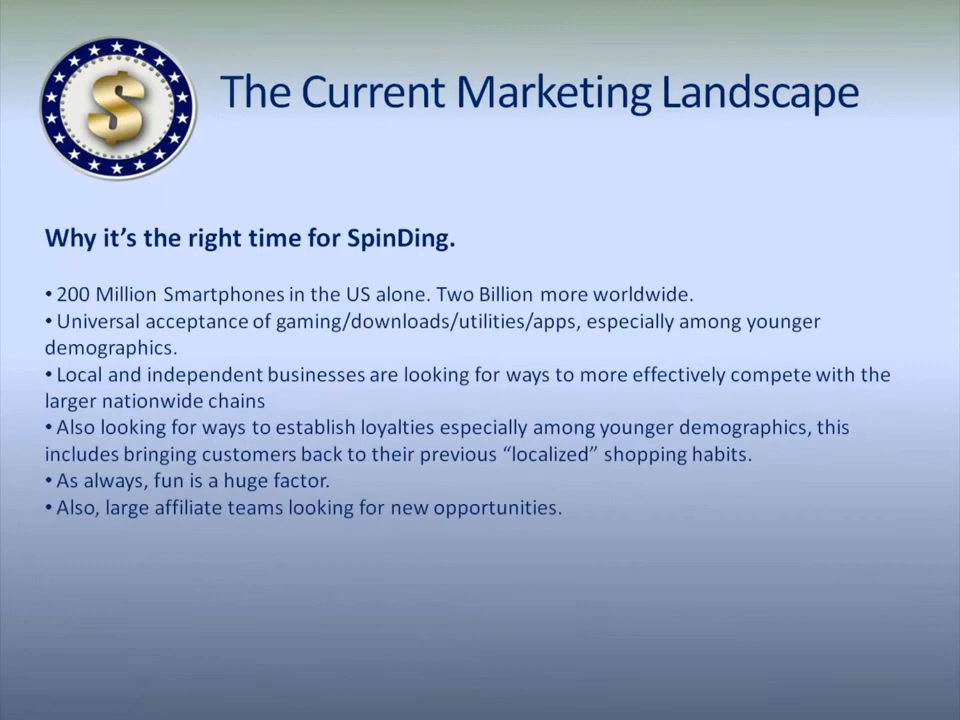 The Current Marketing Landscape
Why it’s the right time for SpinDing.
• 200 Million Smartphones in the US alone. Two Billion more worldwide.
• Universal acceptance of gaming/downloads/utilities/apps, especially among younger
demographics.
• Local and independent businesses are looking for ways to more effectively compete with the
larger nationwide chains
• Also looking for ways to establish loyalties especially among younger demographics, this
includes bringing customers back to their previous “localized” shopping habits.
• As always, fun is a huge factor.
• Also, large affiliate teams looking for new opportunities.